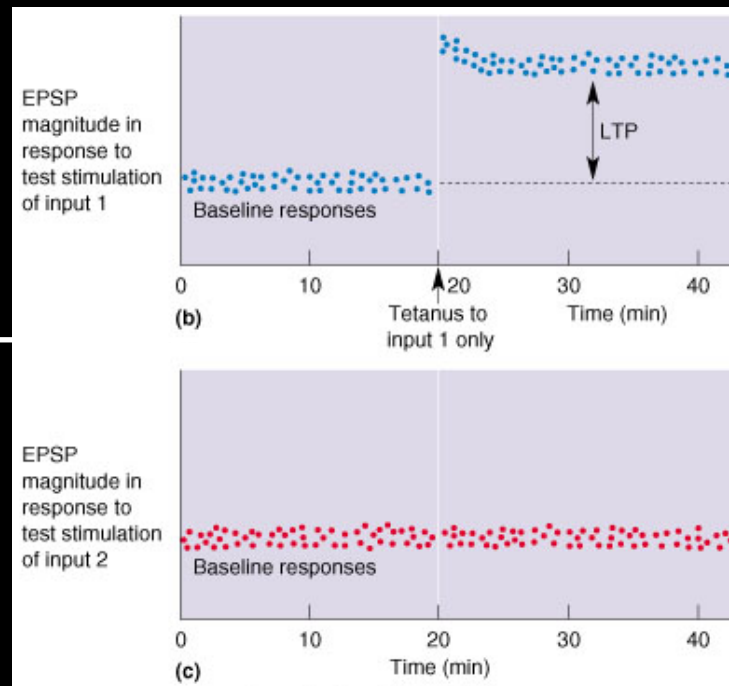 EPSP
magnitude in
response to
test stimulation
of input 1
LTP
Baseline responses
0
10
20
30
40
(b)
Tetanus to
input 1 only
Time (min)
EPSP
magnitude in
response to
test stimulation
of input 2
Baseline responses
0
10
20
30
40
(c)
Time (min)